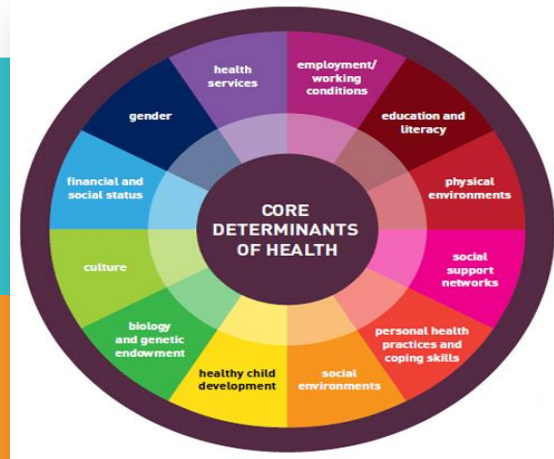 CORE
DETERMINANTS
OF HEALTH
health
services
employment/
working
conditions
education and
literacy
physical
environments
social
support
networks
personal health
practices and
coping skills
social
environments
healthy child
development
biology
and genetic
endowment
culture
financial and
social status
gender